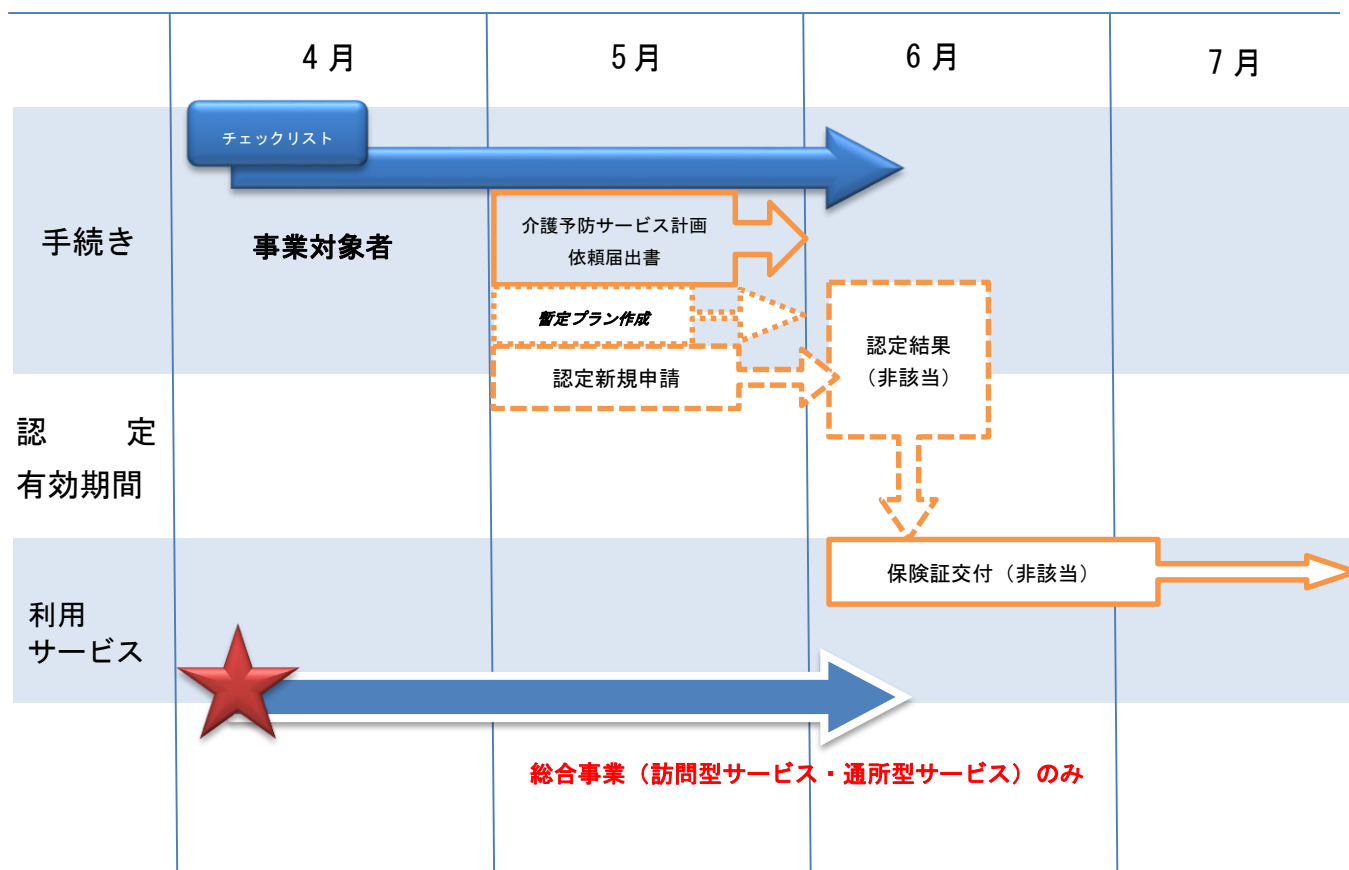 4月
5月
6月
7月
チェックリスト
手続き
事業対象者
介護予防サービス計画
依頼届出書
暫定プラン作成
認定新規申請
認定結果
（非該当）
認　　定
有効期間
保険証交付（非該当）
利用
サービス
総合事業（訪問型サービス・通所型サービス）のみ